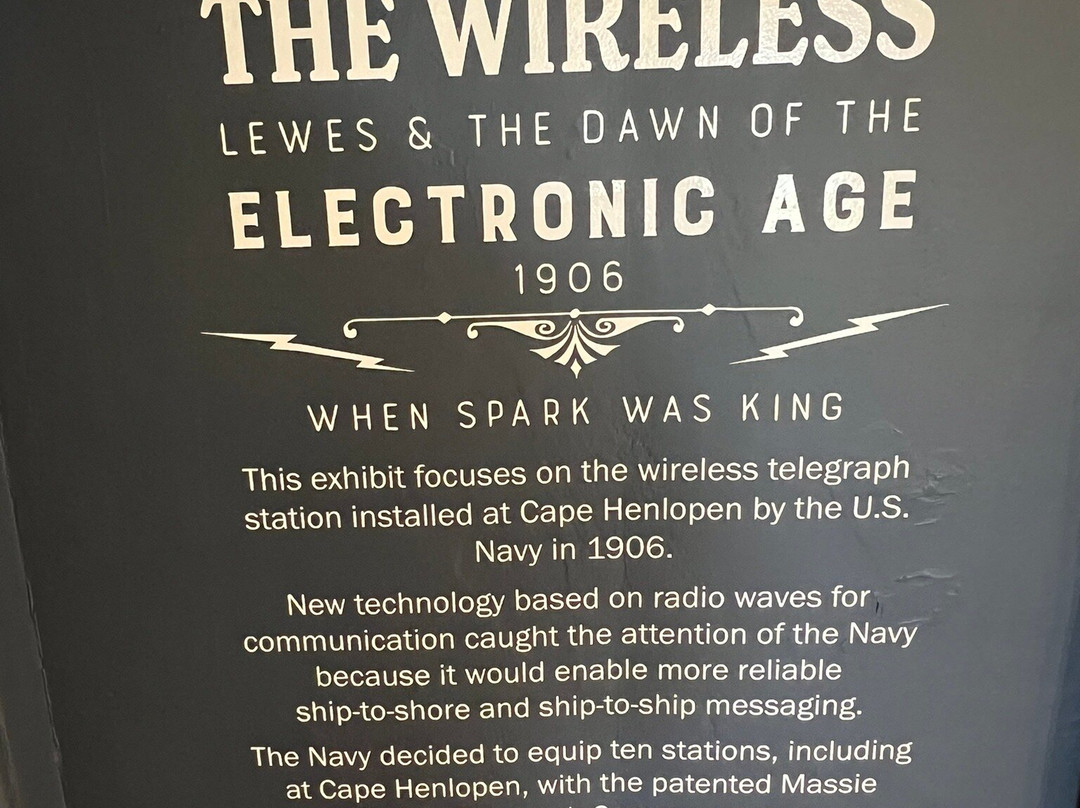 THE WIRELESS
LEWES & THE DAWN OF THE
ELECTRONIC AGE
1906
WHEN SPARK WAS KING
This exhibit focuses on the wireless telegraph
station installed at Cape Henlopen by the U.S.
Navy in 1906.
New technology based on radio waves for
communication caught the attention of the Navy
because it would enable more reliable
ship-to-shore and ship-to-ship messaging.
The Navy decided to equip ten stations, including
at Cape Henlopen, with the patented Massie